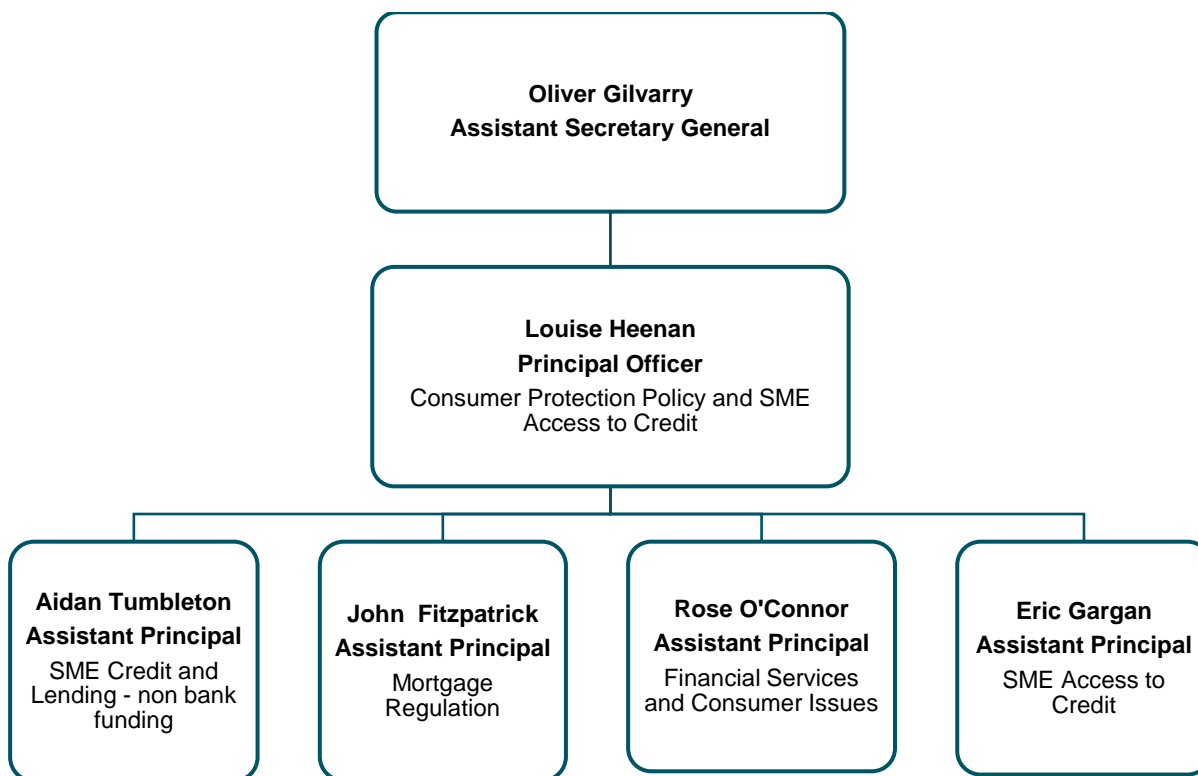 Oliver Gilvarry
Assistant Secretary General
Louise Heenan
Principal Officer
Consumer Protection Policy and SME
Access to Credit
Aidan Tumbleton
Assistant Principal
SME Credit and
Lending - non bank
funding
John  Fitzpatrick
Assistant Principal
Mortgage
Regulation
Rose O'Connor
Assistant Principal
Financial Services
and Consumer Issues
Eric Gargan
Assistant Principal
SME Access to
Credit